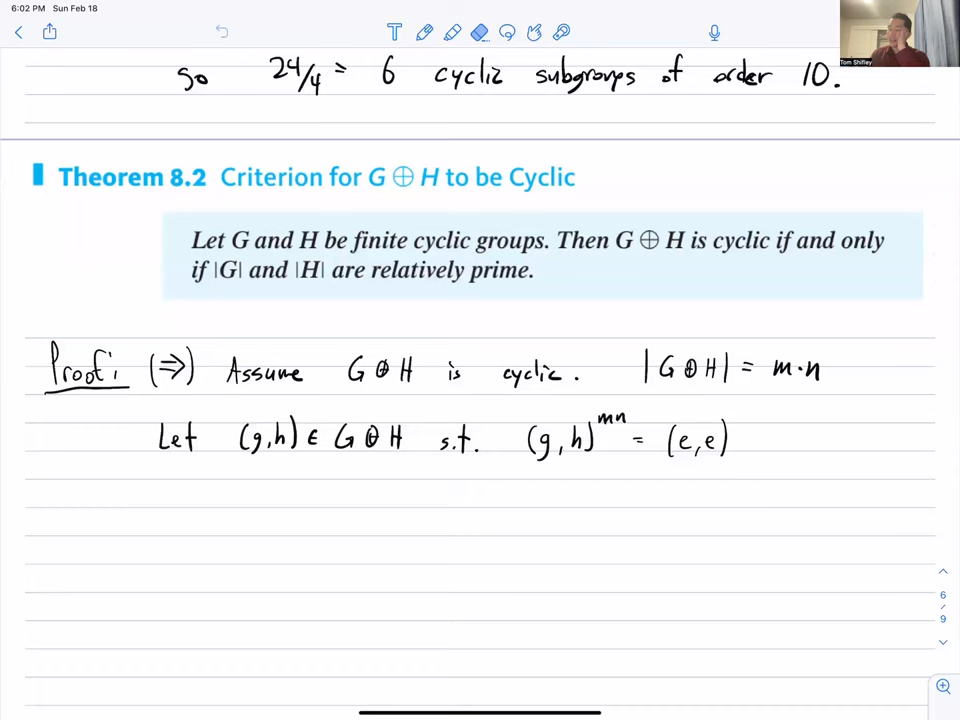 6:02 PM Sun Feb 18
Tom Shifley
so 24/4 = 6 cyclic subgroups of order 10.
Theorem 8.2 Criterion for G ⊕ H to be Cyclic
Let G and H be finite cyclic groups. Then G ⊕ H is cyclic if and only
if |G| and |H| are relatively prime.
Proof: (⇒) Assume G ⊕ H is cyclic. |G ⊕ H| = m·n
Let (g,h) ∈ G ⊕ H s.t. (g,h)^mn = (e,e)
6
/
9